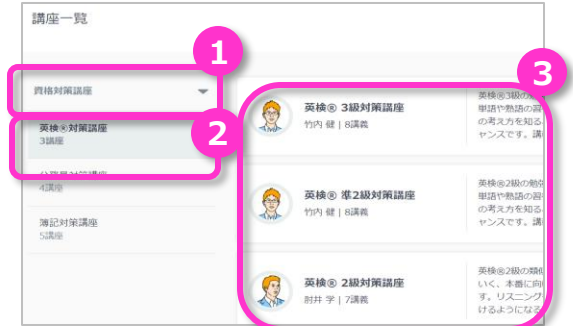 講座一覧
1
資格対策講座
2
英検®対策講座
3講座
4講座
簿記対策講座
5講座
3
英検® 3級対策講座
竹内 健 | 8講義
英検®3級の
単語や熟語の習
の考え方を知る
ャンスです。講
英検® 準2級対策講座
竹内 健 | 8講義
英検®2級の勉強
単語や熟語の習
の考え方を知る
ャンスです。講
英検® 2級対策講座
肘井 学 | 7講義
英検®2級の類似
いく、本番に向
す。リスニング
けるようになる